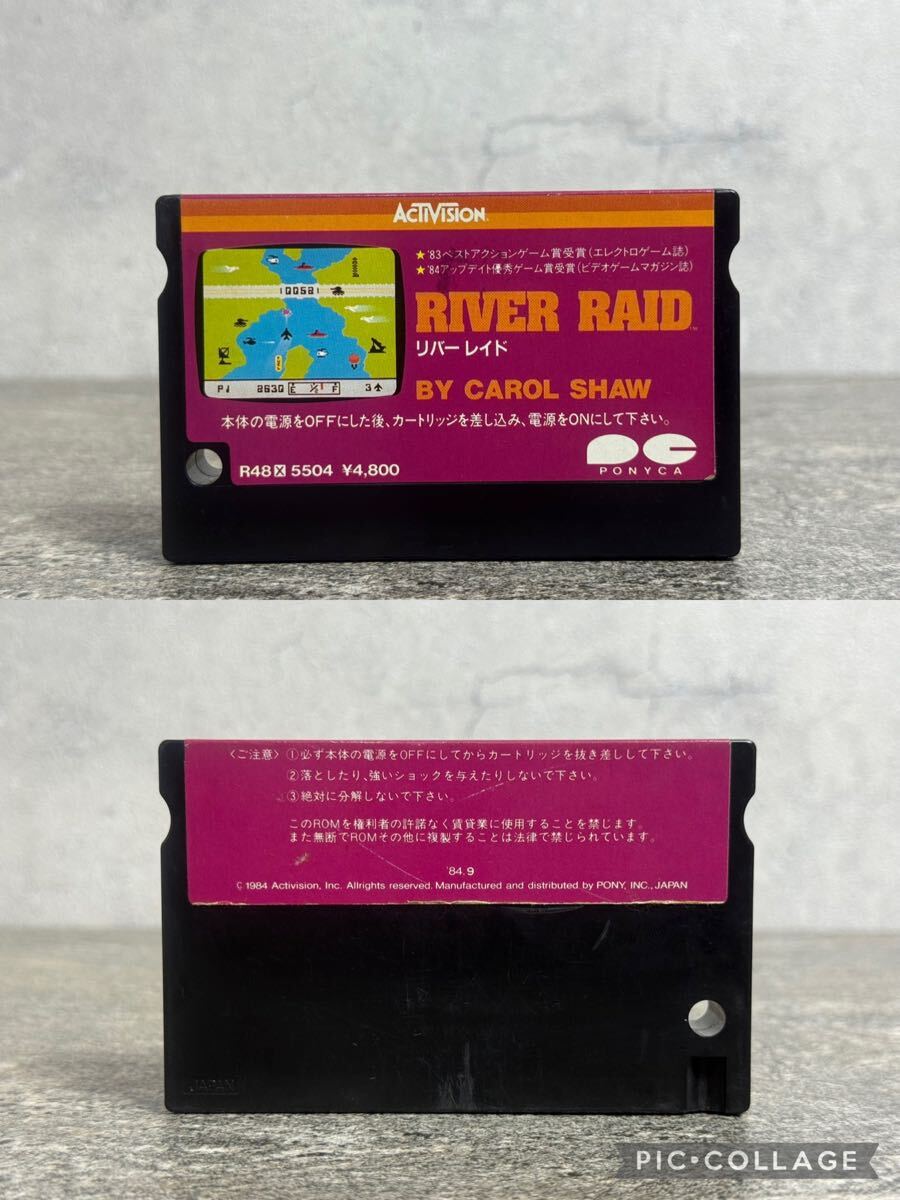 ACTIVISION
★'83ベストアクションゲーム賞受賞(エレクトロゲーム誌)
★'84アップデイト優秀ゲーム賞受賞(ビデオゲームマガジン誌)
RIVER RAID™
リバーレイド
BY CAROL SHAW
P1 2630 E ½ F 3
本体の電源をOFFにした後、カートリッジを差し込み、電源をONにして下さい。
R48X5504 ¥4,800
PC
PONYCA
〈ご注意〉①必ず本体の電源をOFFにしてからカートリッジを抜き差しして下さい。
②落としたり、強いショックを与えたりしないで下さい。
③絶対に分解しないで下さい。
このROMを権利者の許諾なく賃貸業に使用することを禁じます。
また無断でROMその他に複製することは法律で禁じられています。
'84.9
© 1984 Activision, Inc. Allrights reserved. Manufactured and distributed by PONY, INC., JAPAN
JAPAN
PIC•COLLAGE